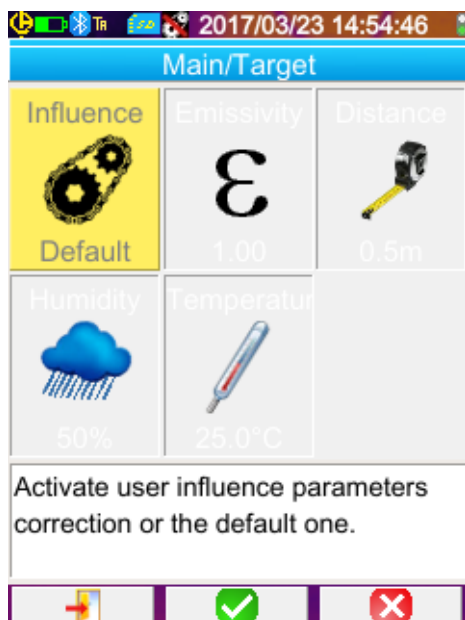 2017/03/23 14:54:46
Main/Target
Influence Emissivity Distance
ε
Default 1.00 0.5m
Humidity Temperatur
50% 25.0°C
Activate user influence parameters
correction or the default one.